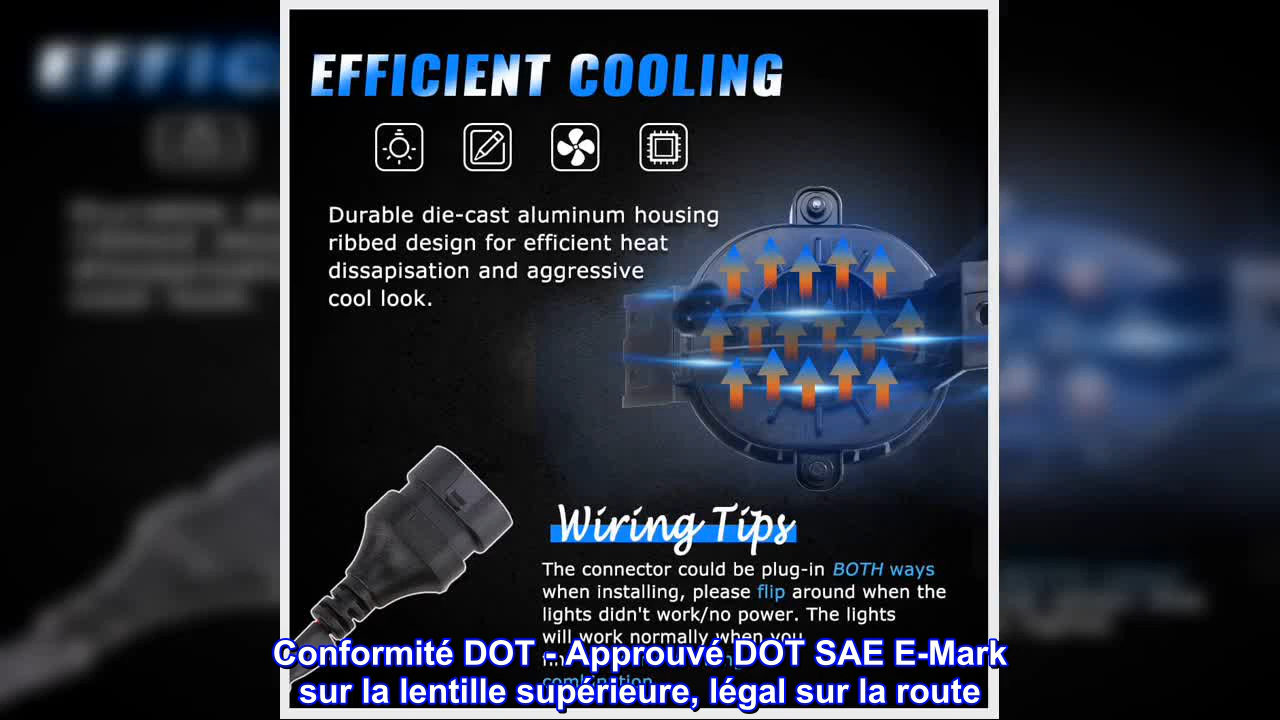 EFFICIENT COOLING
Durable die-cast aluminum housing
ribbed design for efficient heat
dissapisation and aggressive
cool look.
Wiring Tips
The connector could be plug-in BOTH ways
when installing, please flip around when the
lights didn't work/no power. The lights
will work normally when you
combination
Conformité DOT - Approuvé DOT SAE E-Mark
sur la lentille supérieure, légal sur la route